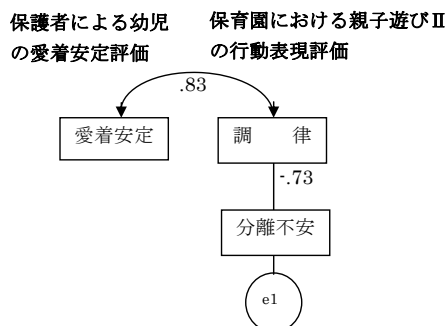 保護者による幼児
の愛着安定評価
保育園における親子遊びⅡ
の行動表現評価
.83
愛着安定
調　　律
-.73
分離不安
e1